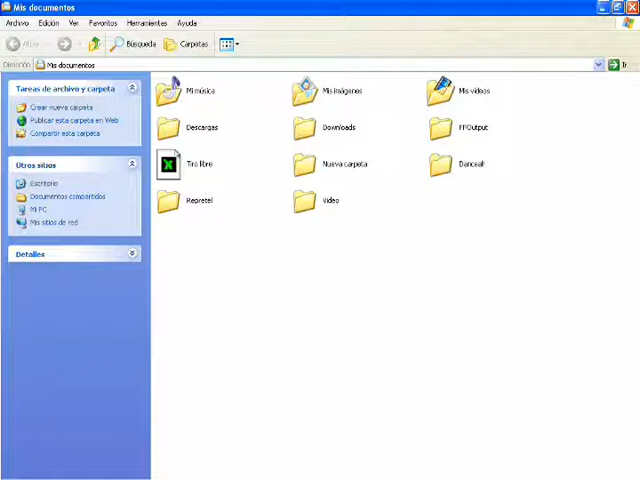 Mis documentos
Archivo Edición Ver Favoritos Herramientas Ayuda
Atrás Búsqueda Carpetas
Dirección Mis documentos Ir
Tareas de archivo y carpeta
Crear nueva carpeta
Publicar esta carpeta en Web
Compartir esta carpeta
Otros sitios
Escritorio
Documentos compartidos
Mi PC
Mis sitios de red
Detalles
Mi música Mis imágenes Mis vídeos
Descargas Downloads FFOutput
Tiro libre Nueva carpeta Danceall
Repretel Video